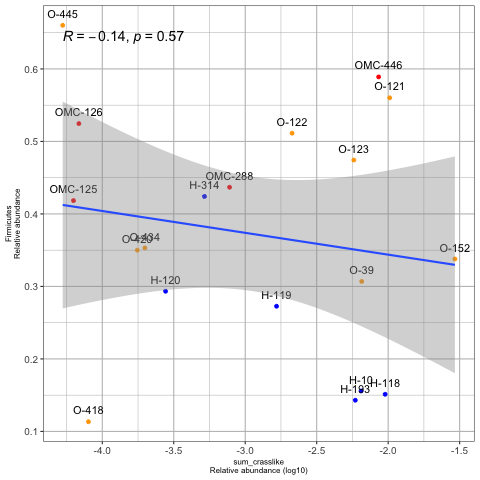 O-445
R = −0.14, p = 0.57
OMC-446
O-121
OMC-126
O-122
O-123
OMC-288
H-314
OMC-125
O-420
O-434
O-152
H-120
O-39
H-119
H-10
H-193
H-118
O-418
0.6
0.5
0.4
0.3
0.2
0.1
Firmicutes
Relative abundance
-4.0
-3.5
-3.0
-2.5
-2.0
-1.5
sum_crasslike
Relative abundance (log10)